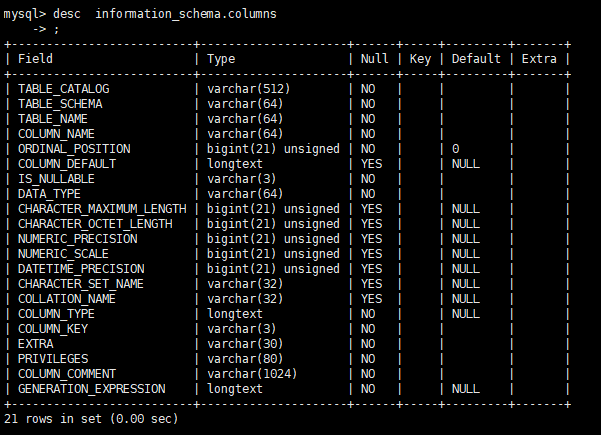 mysql> desc  information_schema.columns
    -> ;
+--------------------------+---------------------+------+-----+---------+-------+
| Field                    | Type                | Null | Key | Default | Extra |
+--------------------------+---------------------+------+-----+---------+-------+
| TABLE_CATALOG            | varchar(512)        | NO   |     |         |       |
| TABLE_SCHEMA             | varchar(64)         | NO   |     |         |       |
| TABLE_NAME               | varchar(64)         | NO   |     |         |       |
| COLUMN_NAME              | varchar(64)         | NO   |     |         |       |
| ORDINAL_POSITION         | bigint(21) unsigned | NO   |     | 0       |       |
| COLUMN_DEFAULT           | longtext            | YES  |     | NULL    |       |
| IS_NULLABLE              | varchar(3)          | NO   |     |         |       |
| DATA_TYPE                | varchar(64)         | NO   |     |         |       |
| CHARACTER_MAXIMUM_LENGTH | bigint(21) unsigned | YES  |     | NULL    |       |
| CHARACTER_OCTET_LENGTH   | bigint(21) unsigned | YES  |     | NULL    |       |
| NUMERIC_PRECISION        | bigint(21) unsigned | YES  |     | NULL    |       |
| NUMERIC_SCALE            | bigint(21) unsigned | YES  |     | NULL    |       |
| DATETIME_PRECISION       | bigint(21) unsigned | YES  |     | NULL    |       |
| CHARACTER_SET_NAME       | varchar(32)         | YES  |     | NULL    |       |
| COLLATION_NAME           | varchar(32)         | YES  |     | NULL    |       |
| COLUMN_TYPE              | longtext            | NO   |     | NULL    |       |
| COLUMN_KEY               | varchar(3)          | NO   |     |         |       |
| EXTRA                    | varchar(30)         | NO   |     |         |       |
| PRIVILEGES               | varchar(80)         | NO   |     |         |       |
| COLUMN_COMMENT           | varchar(1024)       | NO   |     |         |       |
| GENERATION_EXPRESSION    | longtext            | NO   |     | NULL    |       |
+--------------------------+---------------------+------+-----+---------+-------+
21 rows in set (0.00 sec)